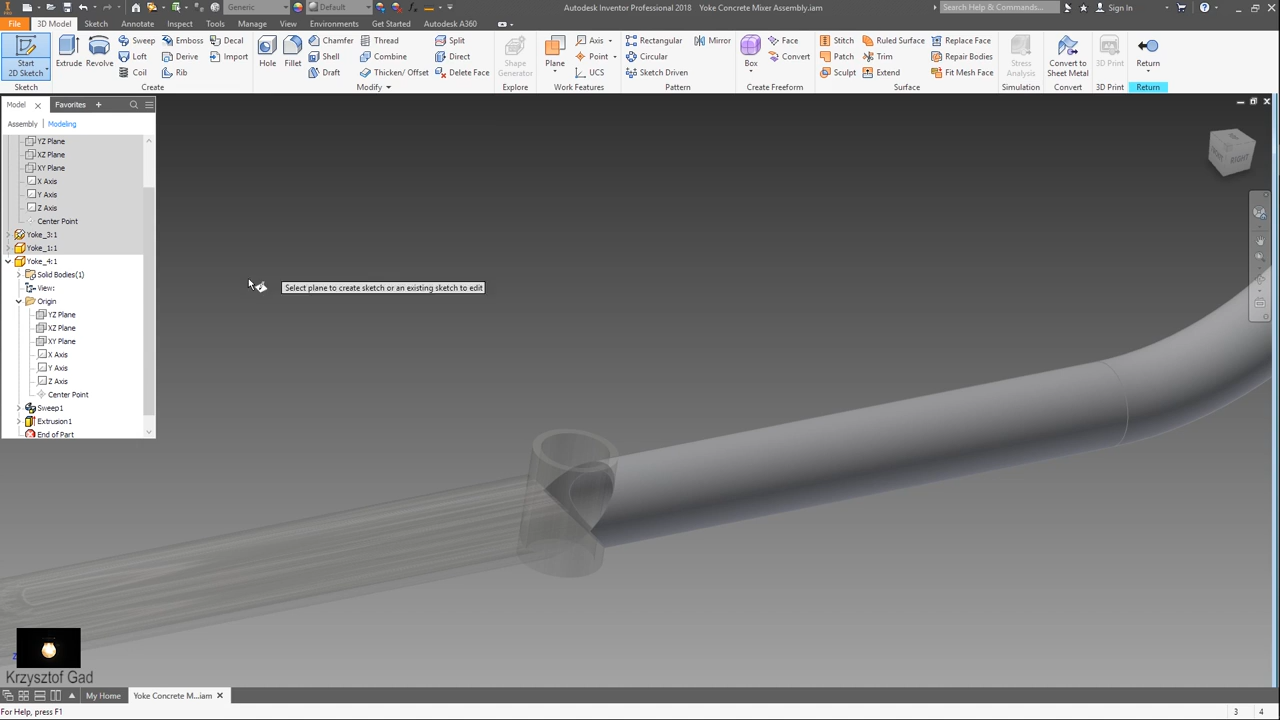 Generic
Default
Autodesk Inventor Professional 2018 Yoke Concrete Mixer Assembly.iam
Search Help & Commands...
Sign In
File 3D Model Sketch Annotate Inspect Tools Manage View Environments Get Started Autodesk A360
Start
2D Sketch
Extrude
Revolve
Sweep
Loft
Coil
Emboss
Derive
Rib
Decal
Import
Hole
Fillet
Chamfer
Shell
Draft
Thread
Combine
Thicken/ Offset
Split
Direct
Delete Face
Shape
Generator
Plane
Axis
Point
UCS
Rectangular
Circular
Sketch Driven
Mirror
Box
Face
Convert
Stitch
Patch
Sculpt
Ruled Surface
Trim
Extend
Replace Face
Repair Bodies
Fit Mesh Face
Stress
Analysis
Convert to
Sheet Metal
3D Print
Return
Sketch Create Modify Explore Work Features Pattern Create Freeform Surface Simulation Convert 3D Print Return
Model Favorites
Assembly Modeling
YZ Plane
XZ Plane
XY Plane
X Axis
Y Axis
Z Axis
Center Point
Yoke_3:1
Yoke_1:1
Yoke_4:1
Solid Bodies(1)
View:
Origin
YZ Plane
XZ Plane
XY Plane
X Axis
Y Axis
Z Axis
Center Point
Sweep1
Extrusion1
End of Part
Select plane to create sketch or an existing sketch to edit
RIGHT
Krzysztof Gad
My Home Yoke Concrete M...iam
For Help, press F1 3 4